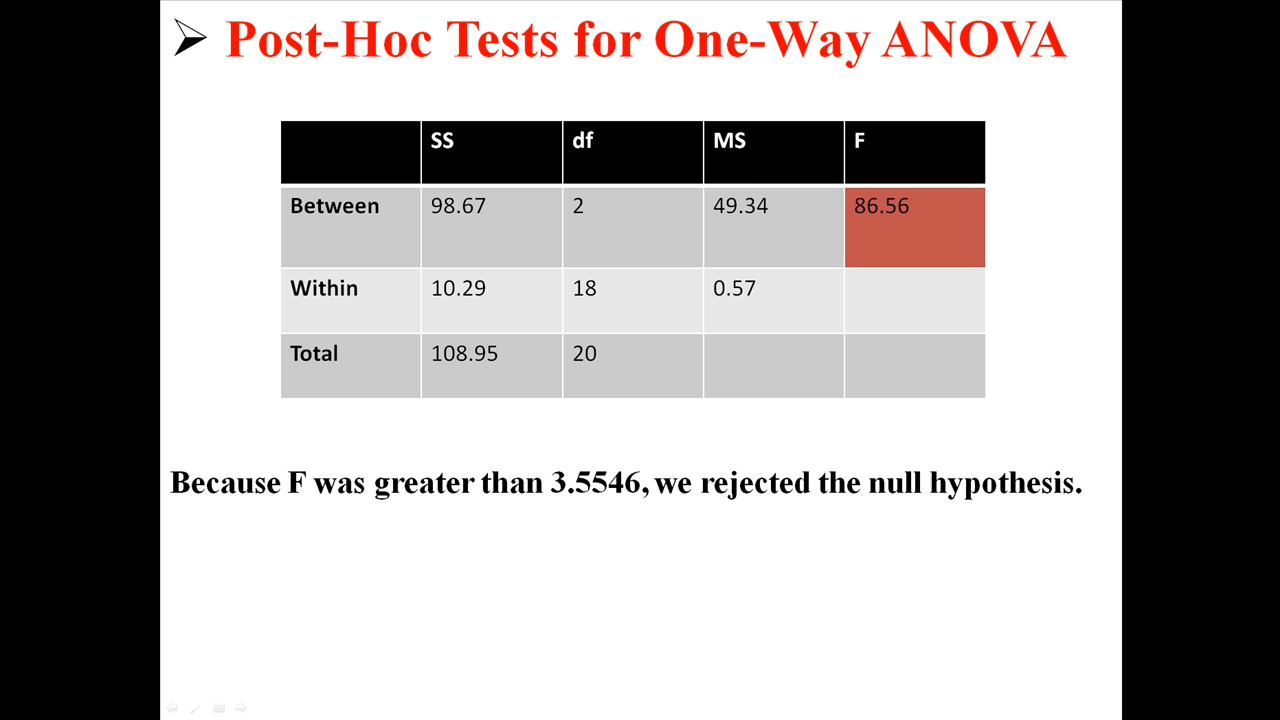 Post-Hoc Tests for One-Way ANOVA
SS df MS F
Between 98.67 2 49.34 86.56
Within 10.29 18 0.57
Total 108.95 20
Because F was greater than 3.5546, we rejected the null hypothesis.